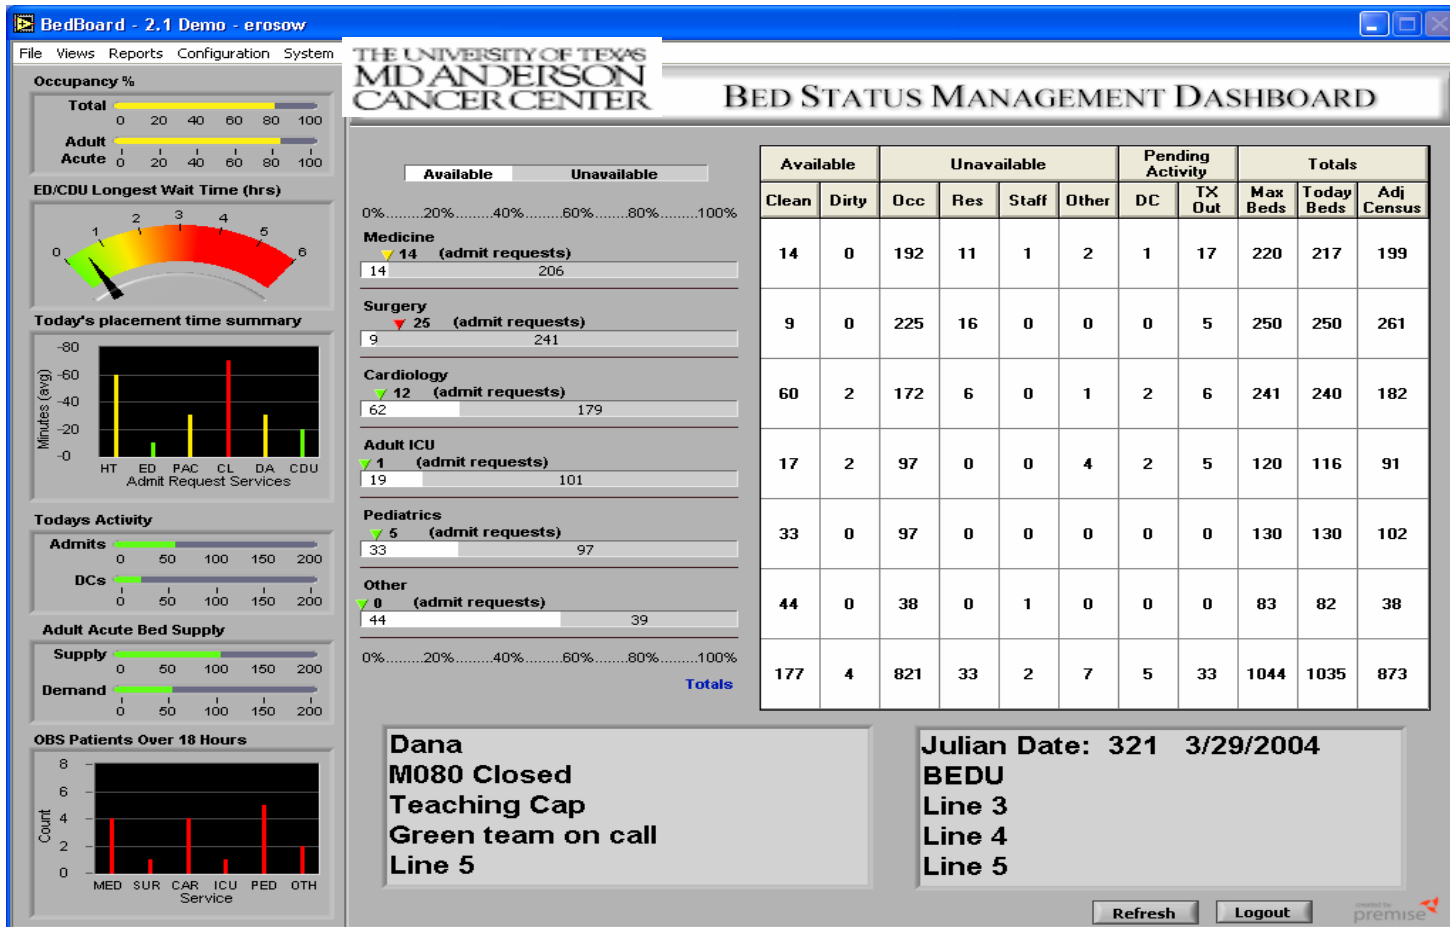 BedBoard - 2.1 Demo - erosow
File Views Reports Configuration System
THE UNIVERSITY OF TEXAS
MD ANDERSON
CANCER CENTER
BED STATUS MANAGEMENT DASHBOARD
Occupancy %
Total
0 20 40 60 80 100
Adult
Acute
0 20 40 60 80 100
ED/CDU Longest Wait Time (hrs)
0 1 2 3 4 5 6
Today's placement time summary
Minutes (avg)
-80
-60
-40
-20
-0
HT ED PAC CL DA CDU
Admit Request Services
Todays Activity
Admits
0 50 100 150 200
DCs
0 50 100 150 200
Adult Acute Bed Supply
Supply
0 50 100 150 200
Demand
0 50 100 150 200
OBS Patients Over 18 Hours
Count
8
6
4
2
0
MED SUR CAR ICU PED OTH
Service
Available Unavailable
0%........20%.........40%.........60%.........80%.........100%
Medicine
14 (admit requests)
14 206
Surgery
25 (admit requests)
9 241
Cardiology
12 (admit requests)
62 179
Adult ICU
1 (admit requests)
19 101
Pediatrics
5 (admit requests)
33 97
Other
0 (admit requests)
44 39
0%........20%.........40%.........60%.........80%.........100%
Totals
Available Unavailable Pending Activity Totals
Clean Dirty Occ Res Staff Other DC TX Out Max Beds Today Beds Adj Census
14 0 192 11 1 2 1 17 220 217 199
9 0 225 16 0 0 0 5 250 250 261
60 2 172 6 0 1 2 6 241 240 182
17 2 97 0 0 4 2 5 120 116 91
33 0 97 0 0 0 0 0 130 130 102
44 0 38 0 1 0 0 0 83 82 38
177 4 821 33 2 7 5 33 1044 1035 873
Dana
M080 Closed
Teaching Cap
Green team on call
Line 5
Julian Date: 321 3/29/2004
BEDU
Line 3
Line 4
Line 5
Refresh Logout
created by
premise